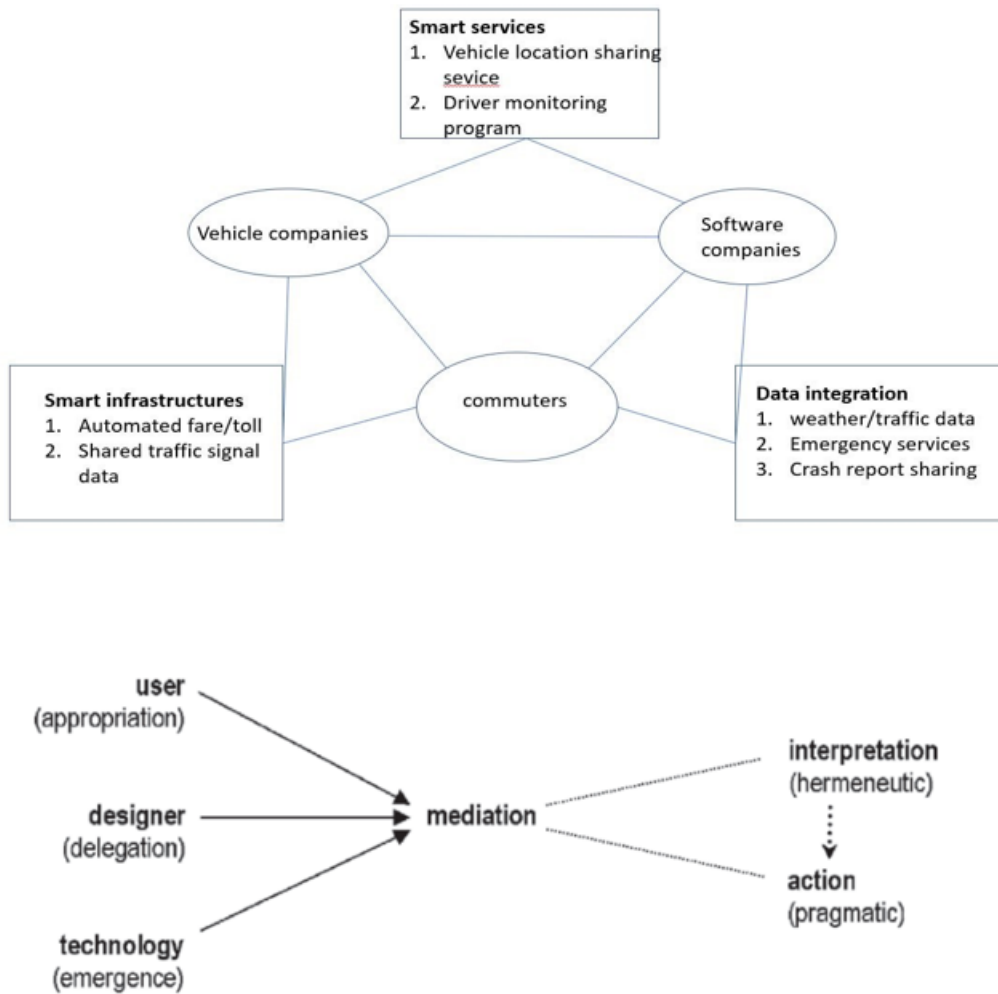 Smart services
1. Vehicle location sharing
sevice
2. Driver monitoring
program
Vehicle companies
Software
companies
commuters
Smart infrastructures
1. Automated fare/toll
2. Shared traffic signal
data
Data integration
1. weather/traffic data
2. Emergency services
3. Crash report sharing
user
(appropriation)
designer
(delegation)
technology
(emergence)
mediation
interpretation
(hermeneutic)
action
(pragmatic)